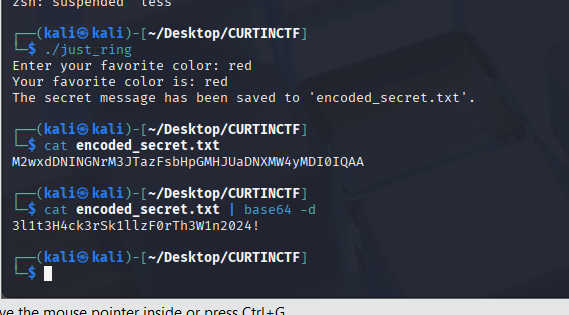 zsh: suspended  less
┌──(kali㉿kali)-[~/Desktop/CURTINCTF]
└─$ ./just_ring
Enter your favorite color: red
Your favorite color is: red
The secret message has been saved to 'encoded_secret.txt'.
┌──(kali㉿kali)-[~/Desktop/CURTINCTF]
└─$ cat encoded_secret.txt
M2wxdDNINGNrM3JTazFsbHpGMHJUaDNXMW4yMDI0IQAA
┌──(kali㉿kali)-[~/Desktop/CURTINCTF]
└─$ cat encoded_secret.txt | base64 -d
3l1t3H4ck3rSk1llzF0rTh3W1n2024!
┌──(kali㉿kali)-[~/Desktop/CURTINCTF]
└─$
ve the mouse pointer inside or press Ctrl+G.